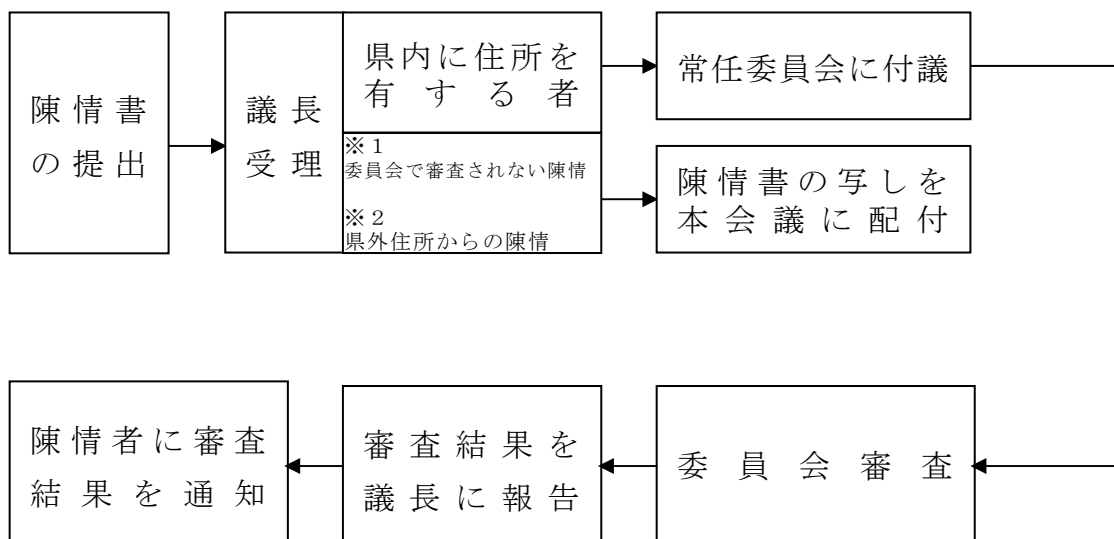 陳情書
の提出
議長
受理
県内に住所を
有する者
※1
委員会で審査されない陳情
※2
県外住所からの陳情
常任委員会に付議
陳情書の写しを
本会議に配付
委員会審査
審査結果を
議長に報告
陳情者に審査
結果を通知